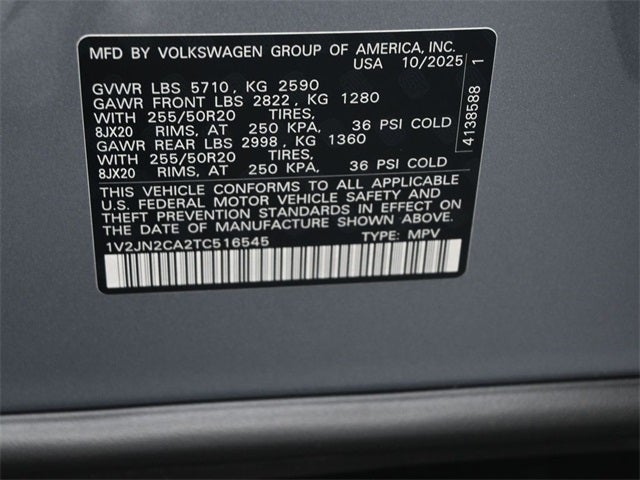 MFD BY VOLKSWAGEN GROUP OF AMERICA, INC.
USA 10/2025
GVWR LBS 5710, KG 2590
GAWR FRONT LBS 2822, KG 1280
WITH 255/50R20 TIRES,
8JX20 RIMS, AT 250 KPA, 36 PSI COLD
GAWR REAR LBS 2998, KG 1360
WITH 255/50R20 TIRES,
8JX20 RIMS, AT 250 KPA, 36 PSI COLD
THIS VEHICLE CONFORMS TO ALL APPLICABLE
U.S. FEDERAL MOTOR VEHICLE SAFETY AND
THEFT PREVENTION STANDARDS IN EFFECT ON
THE DATE OF MANUFACTURE SHOWN ABOVE.
1V2JN2CA2TC516545 TYPE: MPV
4138588 1